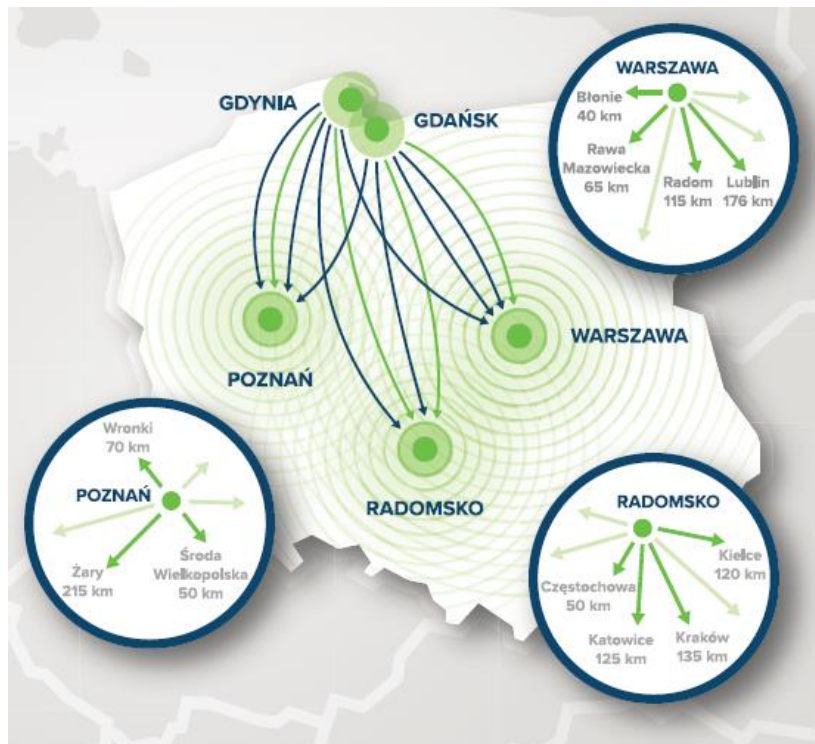 GDYNIA
GDAŃSK
POZNAŃ
WARSZAWA
RADOMSKO
WARSZAWA
Błonie
40 km
Rawa
Mazowiecka
65 km
Radom
115 km
Lublin
176 km
Wronki
70 km
POZNAŃ
Żary
215 km
Środa
Wielkopolska
50 km
RADOMSKO
Kielce
120 km
Częstochowa
50 km
Katowice
125 km
Kraków
135 km